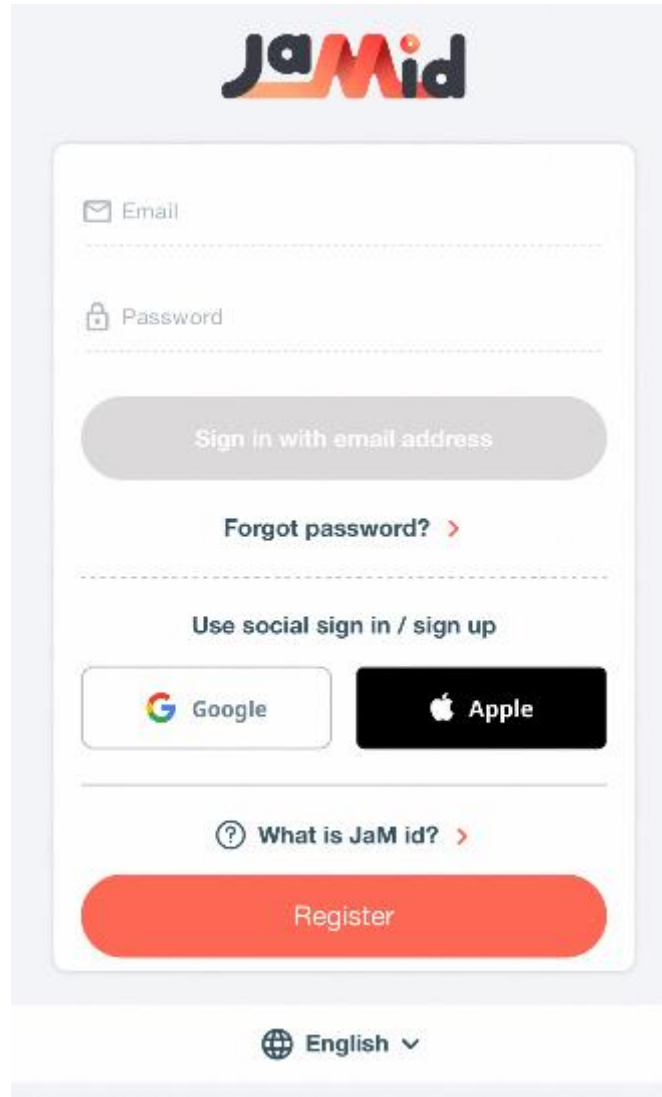 JaMid
Email
Password
Sign in with email address
Forgot password? >
Use social sign in / sign up
Google
Apple
? What is JaM id? >
Register
English